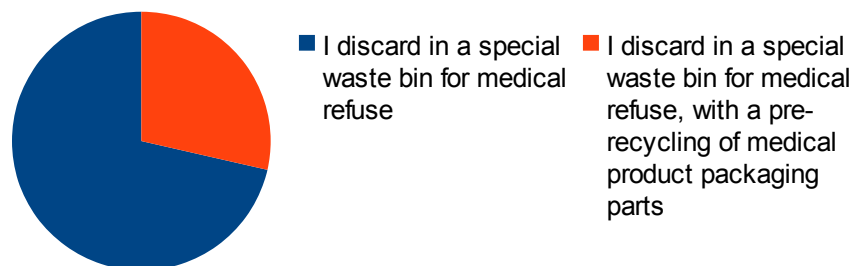 I discard in a special
waste bin for medical
refuse
I discard in a special
waste bin for medical
refuse, with a pre-
recycling of medical
product packaging
parts